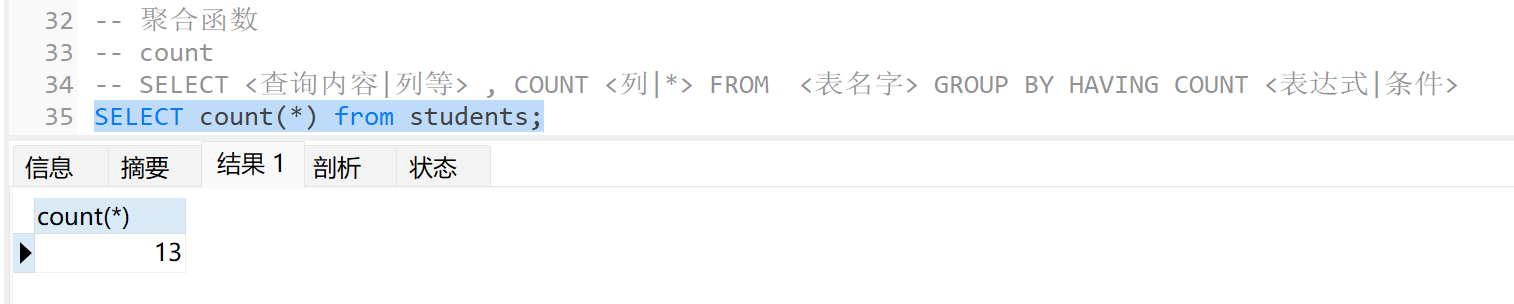 32 -- 聚合函数
33 -- count
34 -- SELECT <查询内容|列等> , COUNT <列|*> FROM  <表名字> GROUP BY HAVING COUNT <表达式|条件>
35 SELECT count(*) from students;
信息 摘要 结果 1 剖析 状态
count(*)
13